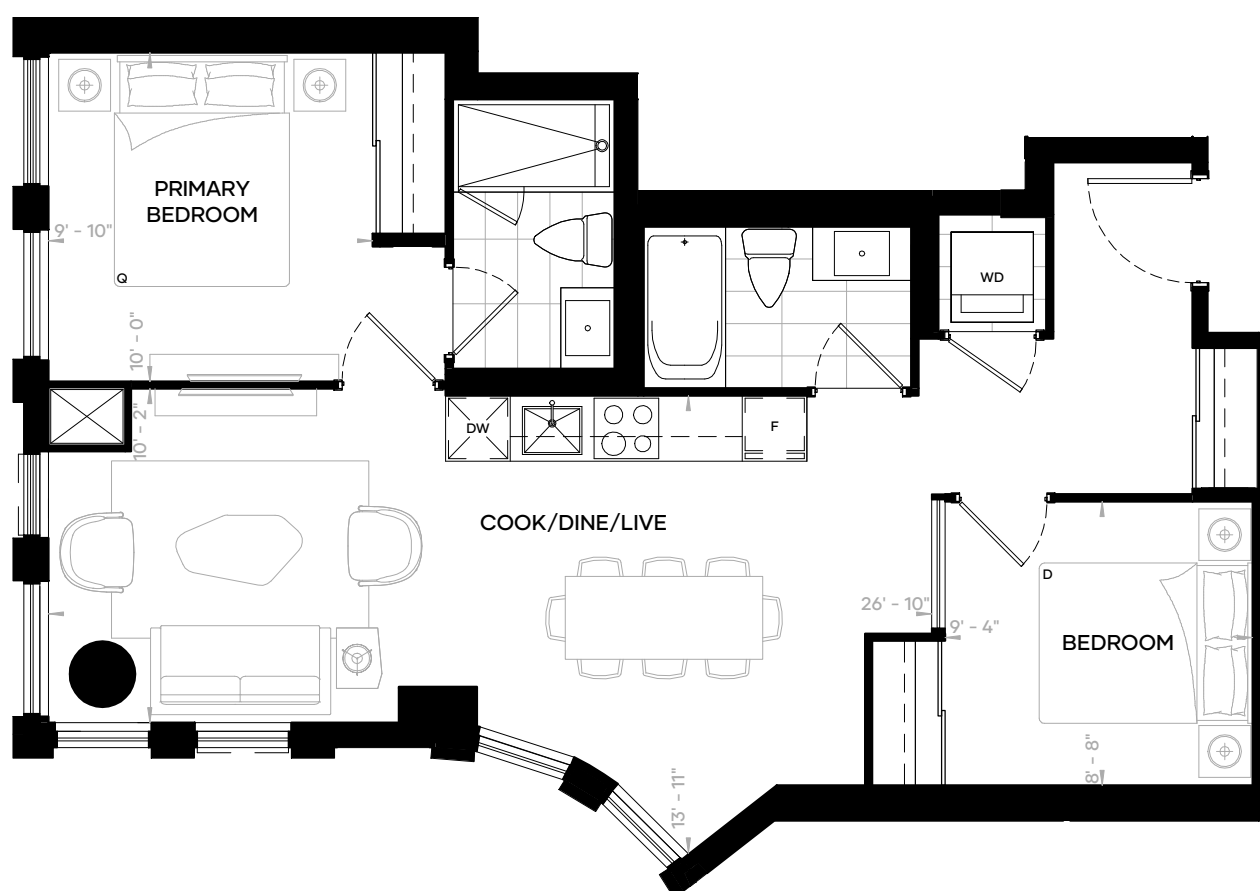 PRIMARY
BEDROOM
9' - 10"
Q
10' - 0"
10' - 2"
WD
DW
F
COOK/DINE/LIVE
D
26' - 10"
9' - 4"
BEDROOM
8' - 8"
13' - 11"